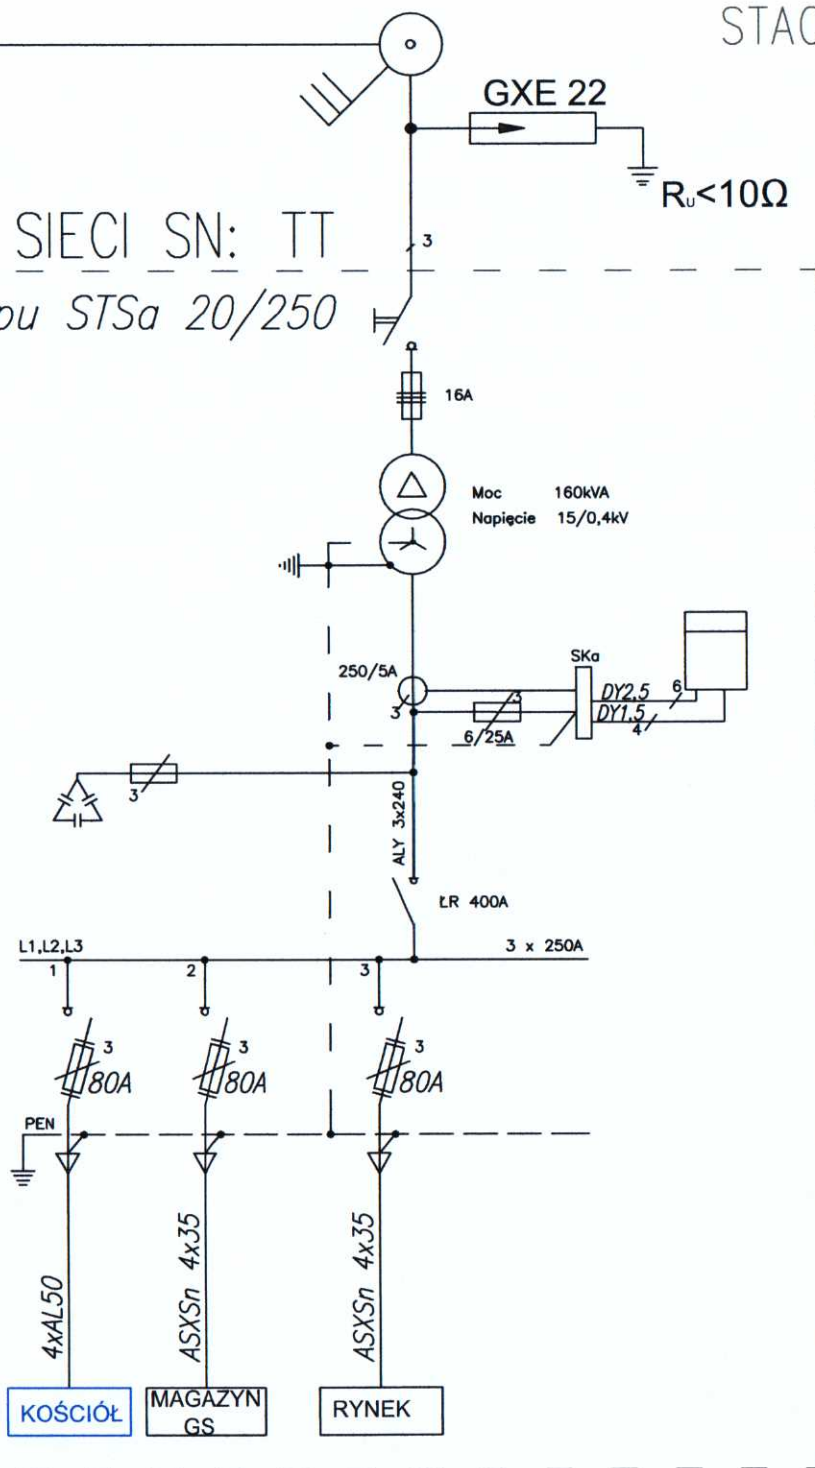 STAC
GXE 22
Ru<10Ω
SIECI SN: TT
3
pu STSa 20/250
16A
Moc 160kVA
Napięcie 15/0,4kV
250/5A
SKa
3
3
DY2,5
6
DY1,5
4
6/25A
3
ALY 3x240
ŁR 400A
L1,L2,L3
3 x 250A
1
2
3
3
80A
3
80A
3
80A
PEN
4xAL50
ASXSn 4x35
ASXSn 4x35
KOŚCIÓŁ
MAGAZYN
GS
RYNEK